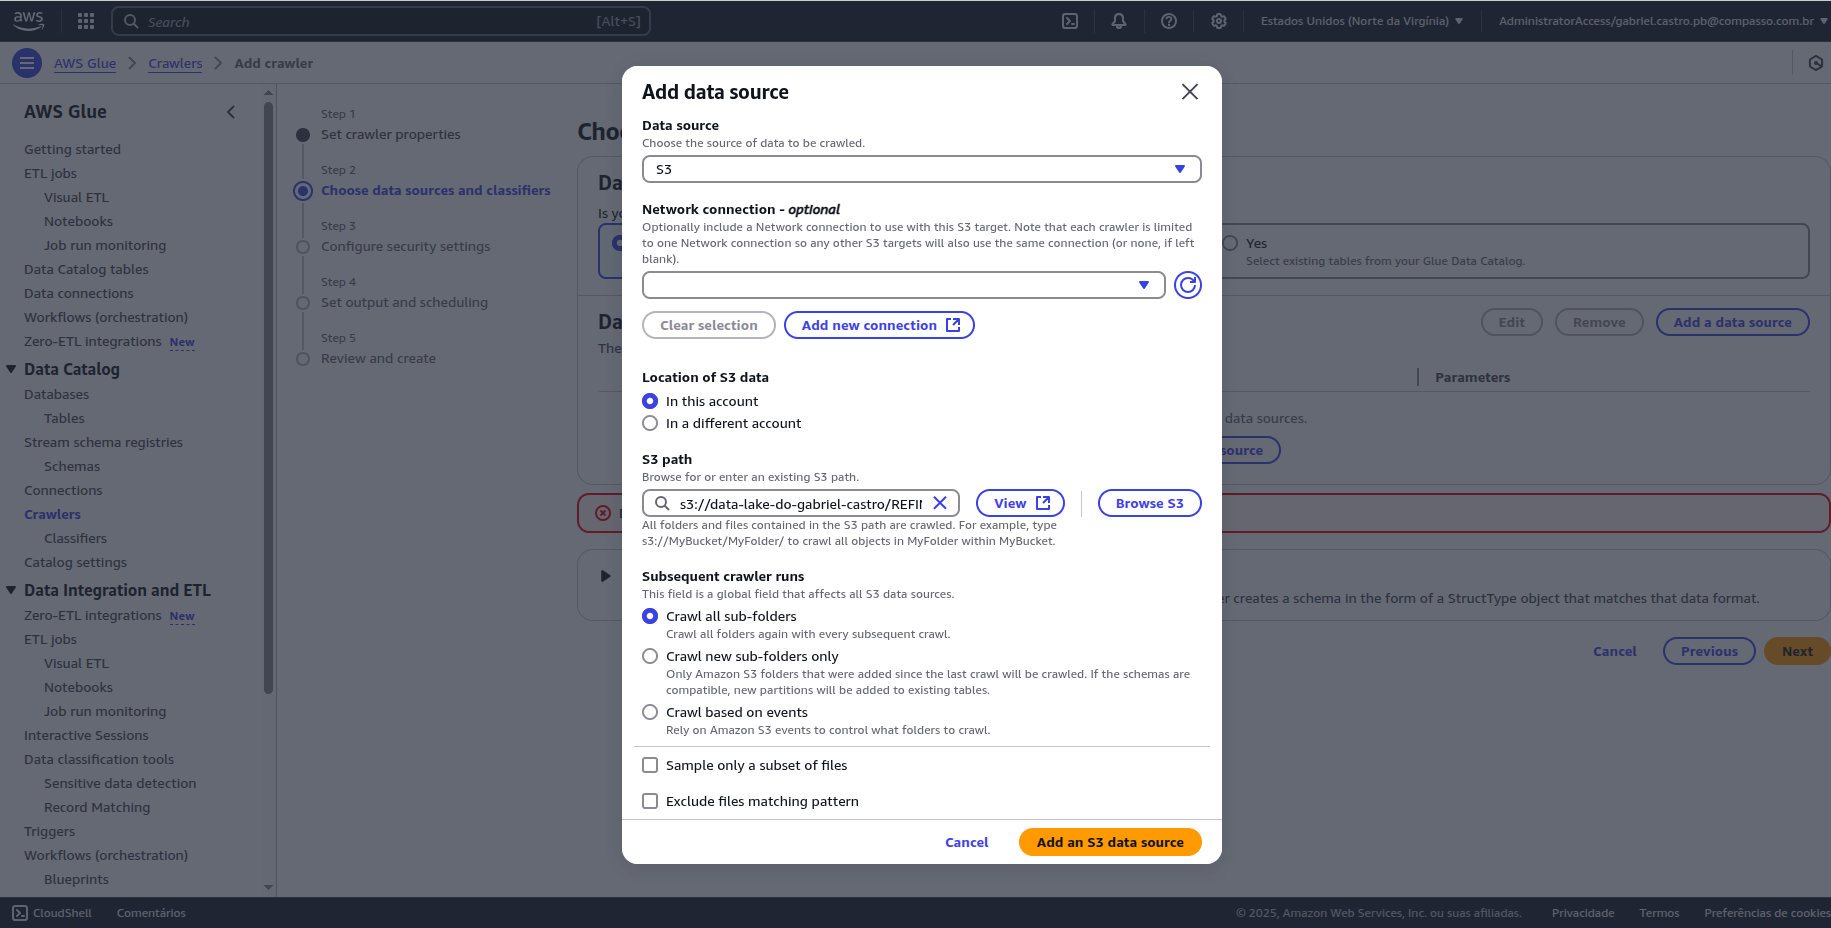 aws
Search
[Alt+S]
Estados Unidos (Norte da Virgínia)
AdministratorAccess/gabriel.castro.pb@compasso.com.br
AWS Glue
Crawlers
Add crawler
AWS Glue
Getting started
ETL jobs
Visual ETL
Notebooks
Job run monitoring
Data Catalog tables
Data connections
Workflows (orchestration)
Zero-ETL integrations New
Data Catalog
Databases
Tables
Stream schema registries
Schemas
Connections
Crawlers
Classifiers
Catalog settings
Data Integration and ETL
Zero-ETL integrations New
ETL jobs
Visual ETL
Notebooks
Job run monitoring
Interactive Sessions
Data classification tools
Sensitive data detection
Record Matching
Triggers
Workflows (orchestration)
Blueprints
Step 1
Set crawler properties
Step 2
Choose data sources and classifiers
Step 3
Configure security settings
Step 4
Set output and scheduling
Step 5
Review and create
Add data source
Data source
Choose the source of data to be crawled.
S3
Network connection - optional
Optionally include a Network connection to use with this S3 target. Note that each crawler is limited
to one Network connection so any other S3 targets will also use the same connection (or none, if left
blank).
Clear selection
Add new connection
Location of S3 data
In this account
In a different account
S3 path
Browse for or enter an existing S3 path.
s3://data-lake-do-gabriel-castro/REFI
View
Browse S3
All folders and files contained in the S3 path are crawled. For example, type
s3://MyBucket/MyFolder/ to crawl all objects in MyFolder within MyBucket.
Subsequent crawler runs
This field is a global field that affects all S3 data sources.
Crawl all sub-folders
Crawl all folders again with every subsequent crawl.
Crawl new sub-folders only
Only Amazon S3 folders that were added since the last crawl will be crawled. If the schemas are
compatible, new partitions will be added to existing tables.
Crawl based on events
Rely on Amazon S3 events to control what folders to crawl.
Sample only a subset of files
Exclude files matching pattern
Cancel
Add an S3 data source
Yes
Select existing tables from your Glue Data Catalog.
Edit
Remove
Add a data source
The
Parameters
data sources.
source
creates a schema in the form of a StructType object that matches that data format.
Cancel
Previous
Next
CloudShell
Comentários
© 2025, Amazon Web Services, Inc. ou suas afiliadas.
Privacidade
Termos
Preferências de cookies